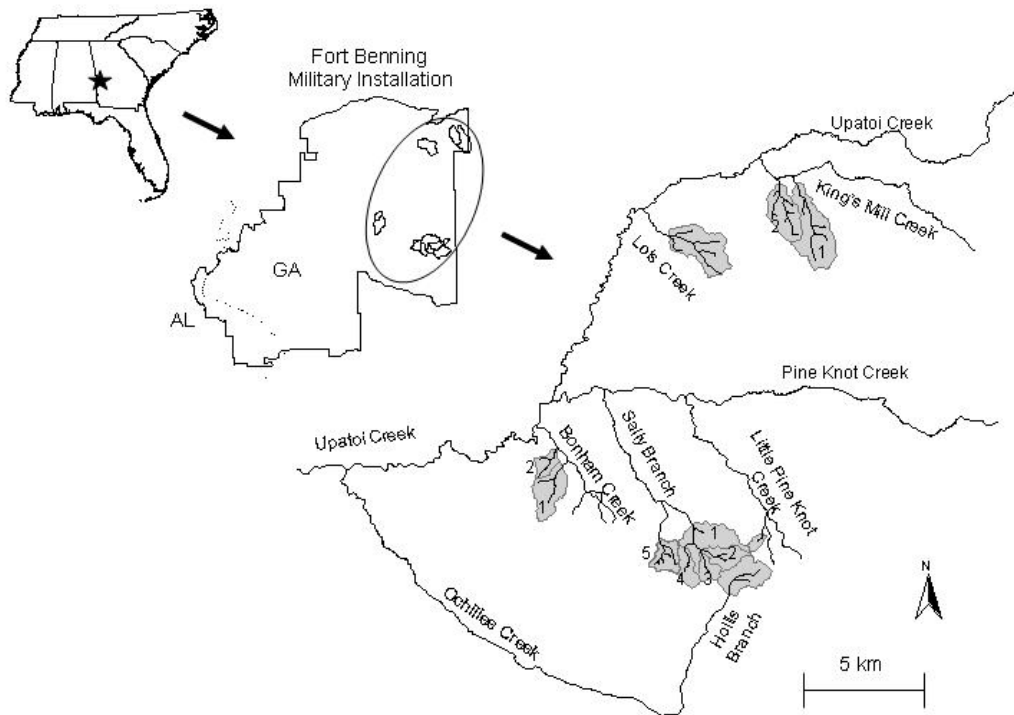 Fort Benning
Military Installation
GA
AL
Upatoi Creek
King's Mill Creek
2
1
Lois Creek
Pine Knot Creek
Upatoi Creek
Bonham Creek
2
1
Sally Branch
Little Pine Knot
Creek
1
2
3
4
5
Hollis
Branch
Ochillee Creek
N
5 km